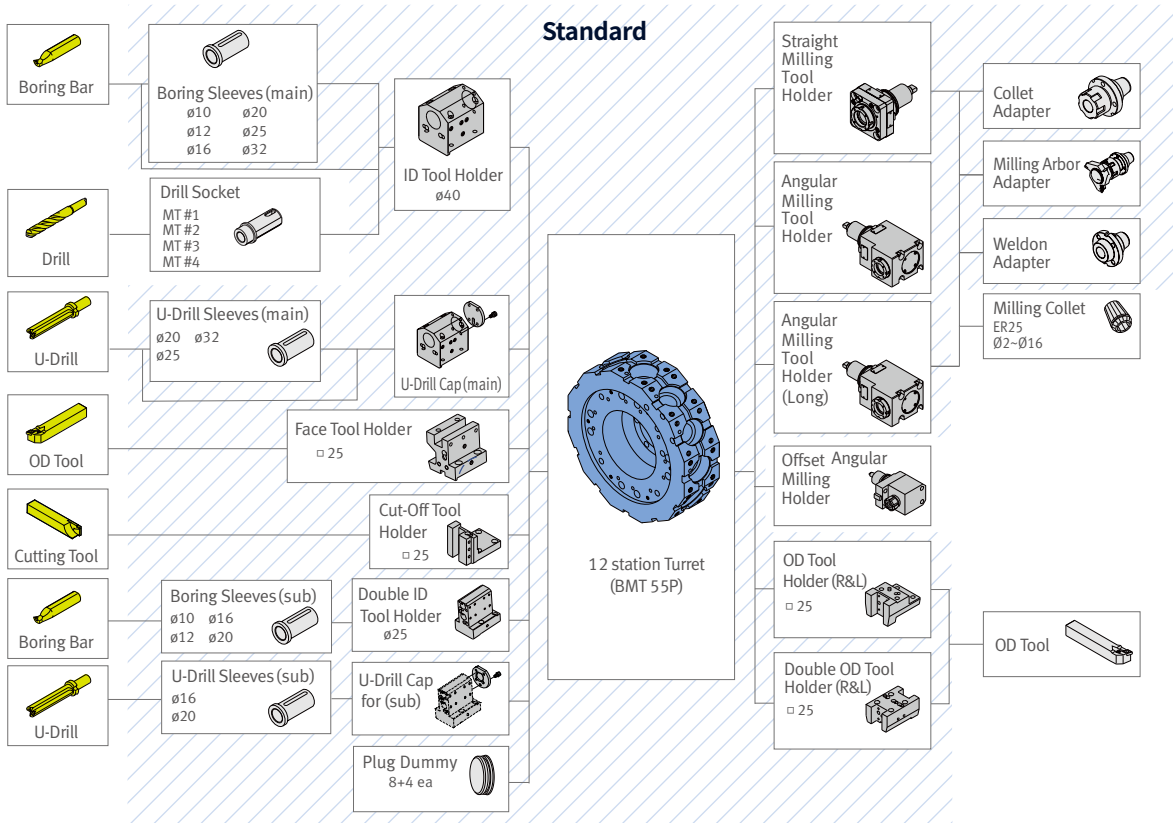 Standard
Boring Bar
Boring Sleeves (main)
ø10 ø20
ø12 ø25
ø16 ø32
ID Tool Holder
ø40
Drill
Drill Socket
MT #1
MT #2
MT #3
MT #4
U-Drill
U-Drill Sleeves (main)
ø20 ø32
ø25
U-Drill Cap (main)
OD Tool
Face Tool Holder
□ 25
Cutting Tool
Cut-Off Tool
Holder
□ 25
Boring Bar
Boring Sleeves (sub)
ø10 ø16
ø12 ø20
Double ID
Tool Holder
ø25
U-Drill
U-Drill Sleeves (sub)
ø16
ø20
U-Drill Cap
for (sub)
Plug Dummy
8+4 ea
12 station Turret
(BMT 55P)
Straight
Milling
Tool
Holder
Angular
Milling
Tool
Holder
Angular
Milling
Tool
Holder
(Long)
Offset Angular
Milling
Holder
OD Tool
Holder (R&L)
□ 25
Double OD Tool
Holder (R&L)
□ 25
Collet
Adapter
Milling Arbor
Adapter
Weldon
Adapter
Milling Collet
ER25
Ø2~Ø16
OD Tool